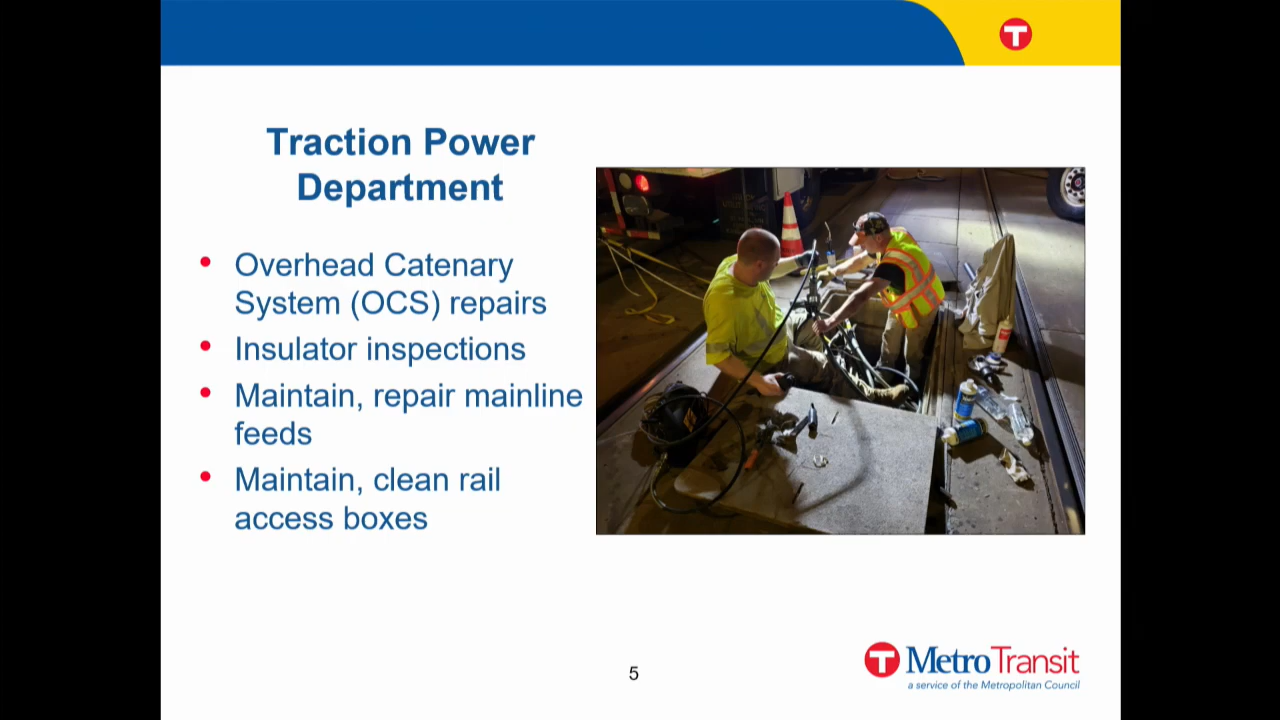 T
Traction Power
Department
• Overhead Catenary
System (OCS) repairs
• Insulator inspections
• Maintain, repair mainline
feeds
• Maintain, clean rail
access boxes
5
T MetroTransit
a service of the Metropolitan Council